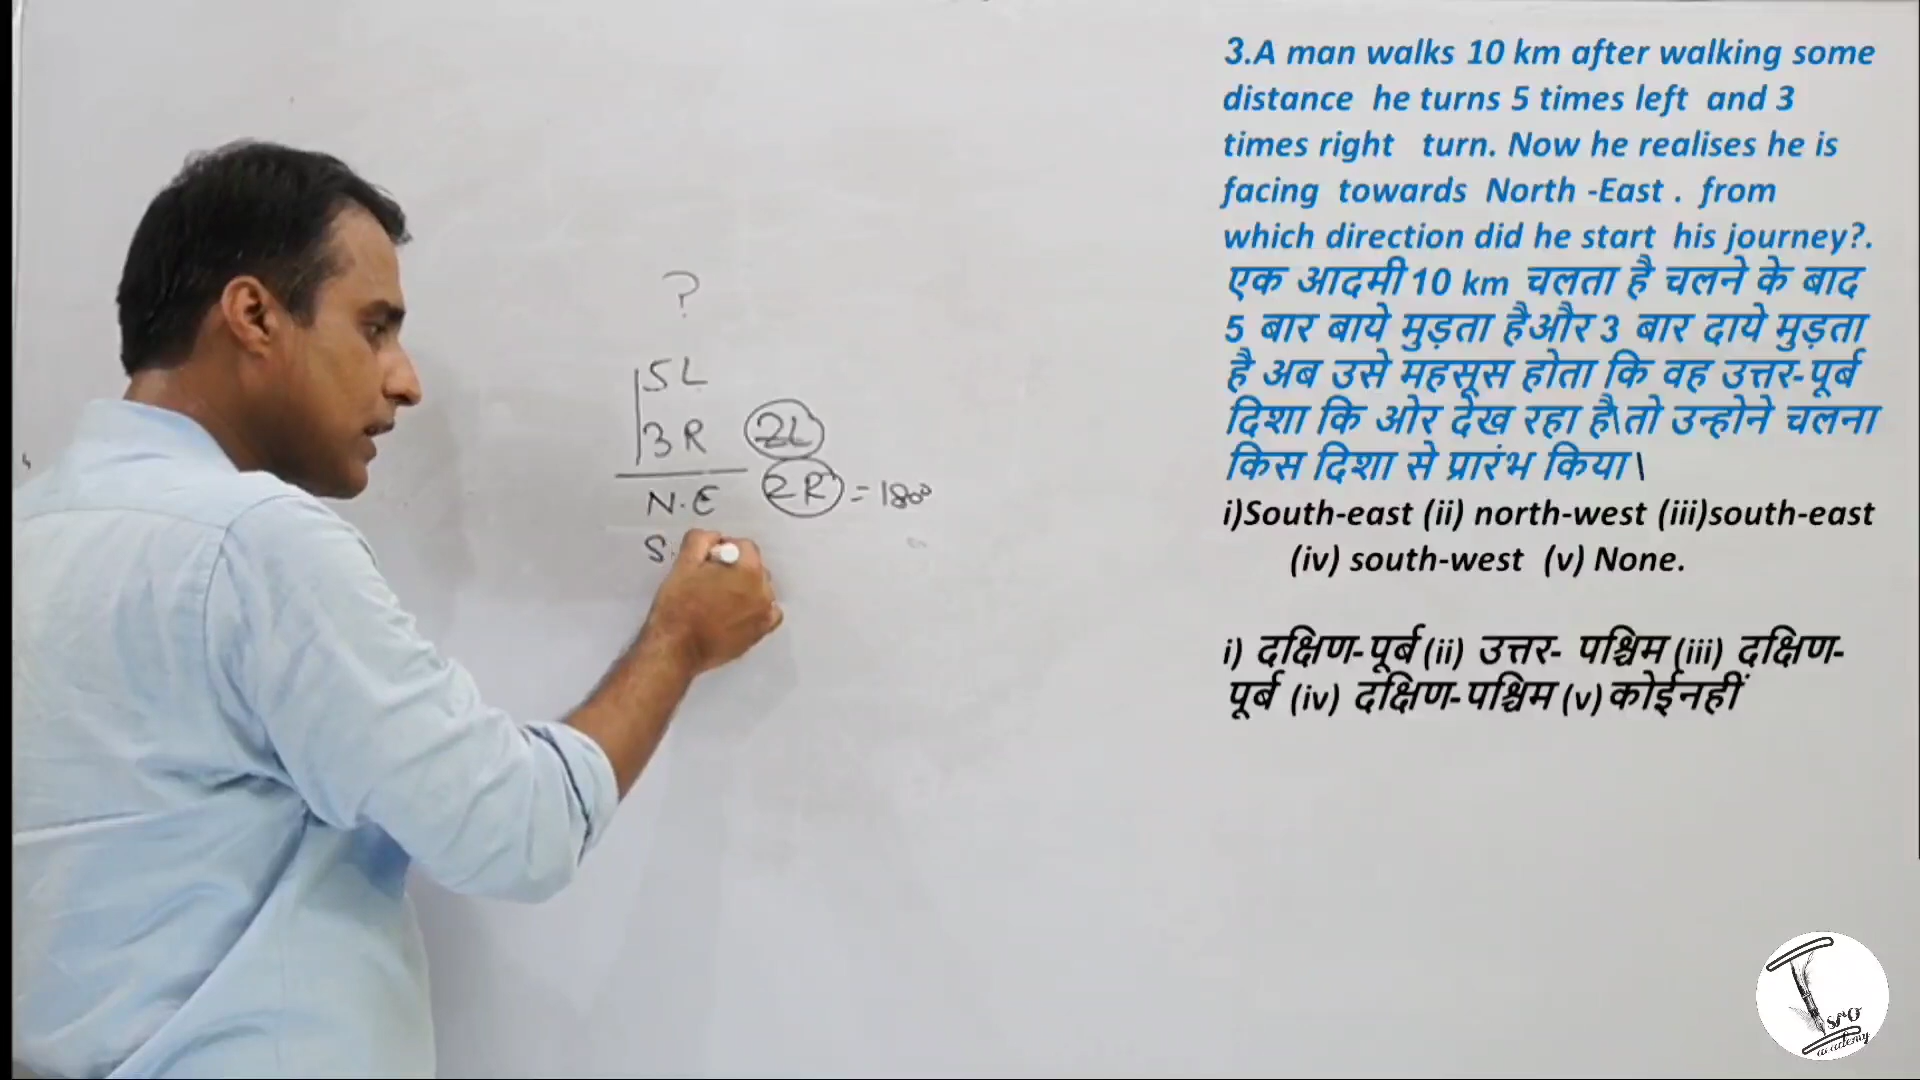 3.A man walks 10 km after walking some
distance he turns 5 times left and 3
times right turn. Now he realises he is
facing towards North -East . from
which direction did he start his journey?.
एक आदमी 10 km चलता है चलने के बाद
5 बार बाये मुड़ता हैऔर 3 बार दाये मुड़ता
है अब उसे महसूस होता कि वह उत्तर-पूर्ब
दिशा कि ओर देख रहा है\तो उन्होने चलना
किस दिशा से प्रारंभ किया \
i)South-east (ii) north-west (iii)south-east
(iv) south-west (v) None.
i) दक्षिण-पूर्ब (ii) उत्तर- पश्चिम (iii) दक्षिण-
पूर्ब (iv) दक्षिण-पश्चिम (v) कोईनहीं
?
5 L
3 R 2L
N.E 2R = 180°
S.
Isro
academy